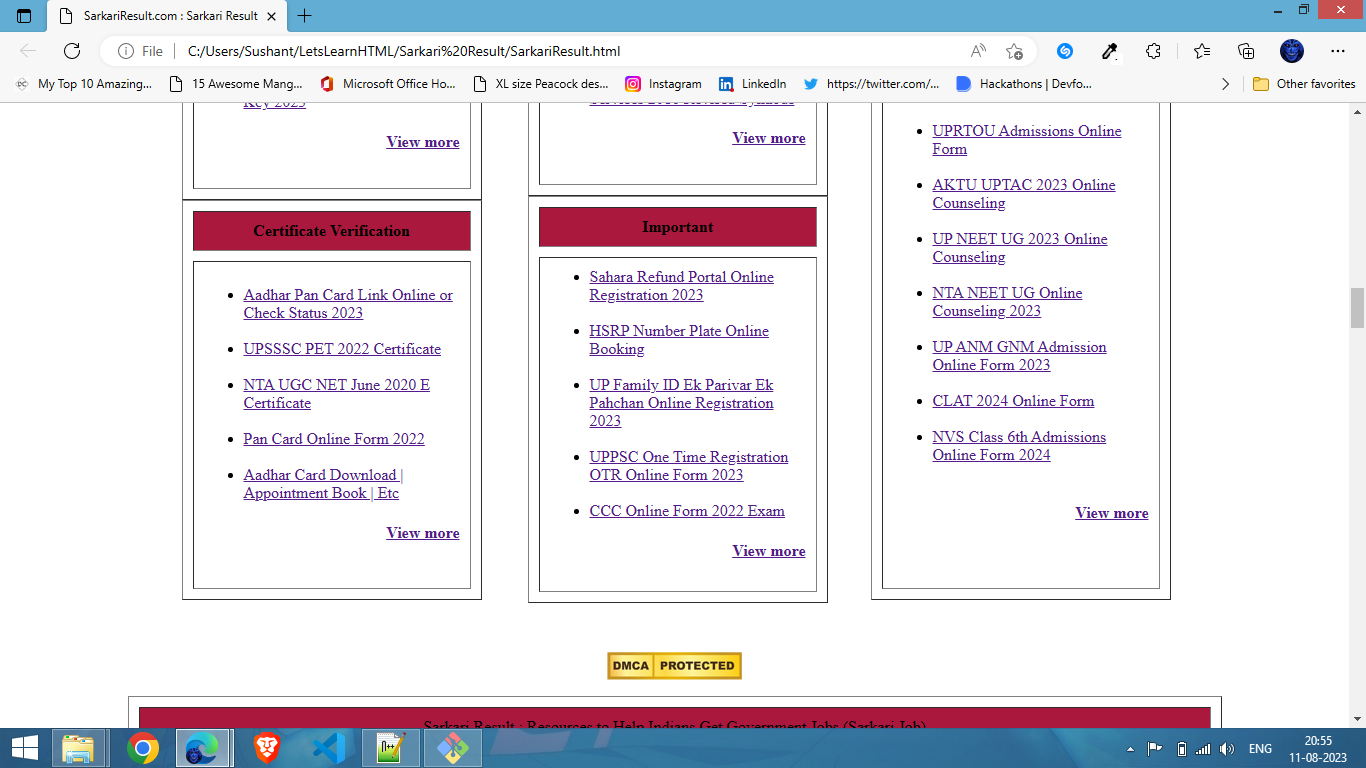 SarkariResult.com : Sarkari Result
File
C:/Users/Sushant/LetsLearnHTML/Sarkari%20Result/SarkariResult.html
My Top 10 Amazing...
15 Awesome Mang...
Microsoft Office Ho...
XL size Peacock des...
Instagram
LinkedIn
https://twitter.com/...
Hackathons | Devfo...
Other favorites
Key 2023
View more
Certificate Verification
Aadhar Pan Card Link Online or
Check Status 2023
UPSSSC PET 2022 Certificate
NTA UGC NET June 2020 E
Certificate
Pan Card Online Form 2022
Aadhar Card Download |
Appointment Book | Etc
View more
View more
Important
Sahara Refund Portal Online
Registration 2023
HSRP Number Plate Online
Booking
UP Family ID Ek Parivar Ek
Pahchan Online Registration
2023
UPPSC One Time Registration
OTR Online Form 2023
CCC Online Form 2022 Exam
View more
UPRTOU Admissions Online
Form
AKTU UPTAC 2023 Online
Counseling
UP NEET UG 2023 Online
Counseling
NTA NEET UG Online
Counseling 2023
UP ANM GNM Admission
Online Form 2023
CLAT 2024 Online Form
NVS Class 6th Admissions
Online Form 2024
View more
DMCA PROTECTED
Sarkari Result : Resources to Help Indians Get Government Jobs (Sarkari Job)
ENG
20:55
11-08-2023